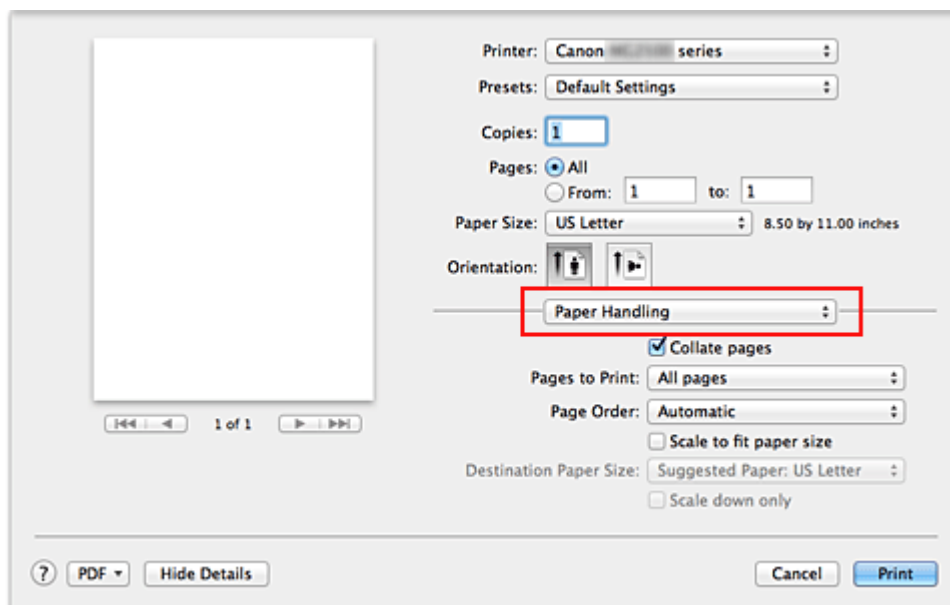 Printer: Canon series
Presets: Default Settings
Copies: 1
Pages: All
From: 1 to: 1
Paper Size: US Letter 8.50 by 11.00 inches
Orientation:
Paper Handling
Collate pages
Pages to Print: All pages
Page Order: Automatic
1 of 1
Scale to fit paper size
Destination Paper Size: Suggested Paper: US Letter
Scale down only
? PDF Hide Details Cancel Print